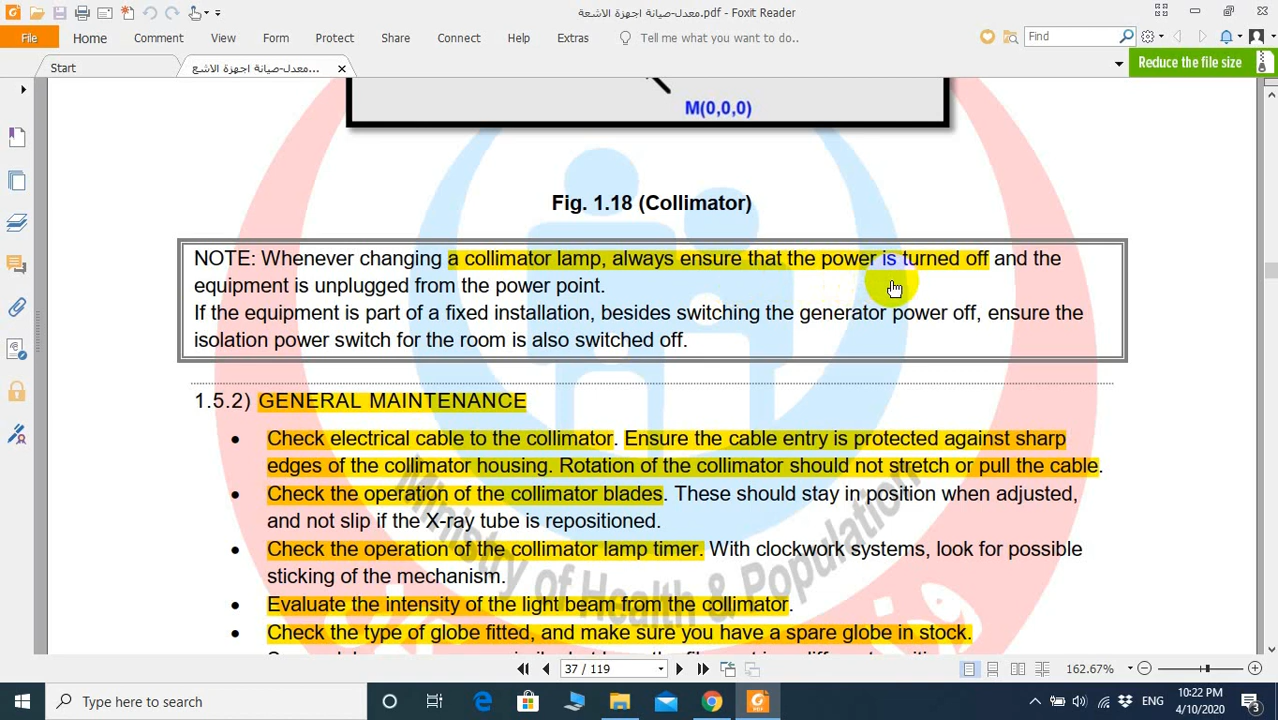 معدل-صيانة اجهزة الاشعة.pdf - Foxit Reader
File Home Comment View Form Protect Share Connect Help Extras Tell me what you want to do.. Find
Start معدل-صيانة اجهزة الاشع... Reduce the file size
M(0,0,0)
Fig. 1.18 (Collimator)
NOTE: Whenever changing a collimator lamp, always ensure that the power is turned off and the
equipment is unplugged from the power point.
If the equipment is part of a fixed installation, besides switching the generator power off, ensure the
isolation power switch for the room is also switched off.
1.5.2) GENERAL MAINTENANCE
• Check electrical cable to the collimator. Ensure the cable entry is protected against sharp
edges of the collimator housing. Rotation of the collimator should not stretch or pull the cable.
• Check the operation of the collimator blades. These should stay in position when adjusted,
and not slip if the X-ray tube is repositioned.
• Check the operation of the collimator lamp timer. With clockwork systems, look for possible
sticking of the mechanism.
• Evaluate the intensity of the light beam from the collimator.
• Check the type of globe fitted, and make sure you have a spare globe in stock.
Ministry of Health & Population
37 / 119 162.67%
Type here to search ENG 10:22 PM
4/10/2020 3